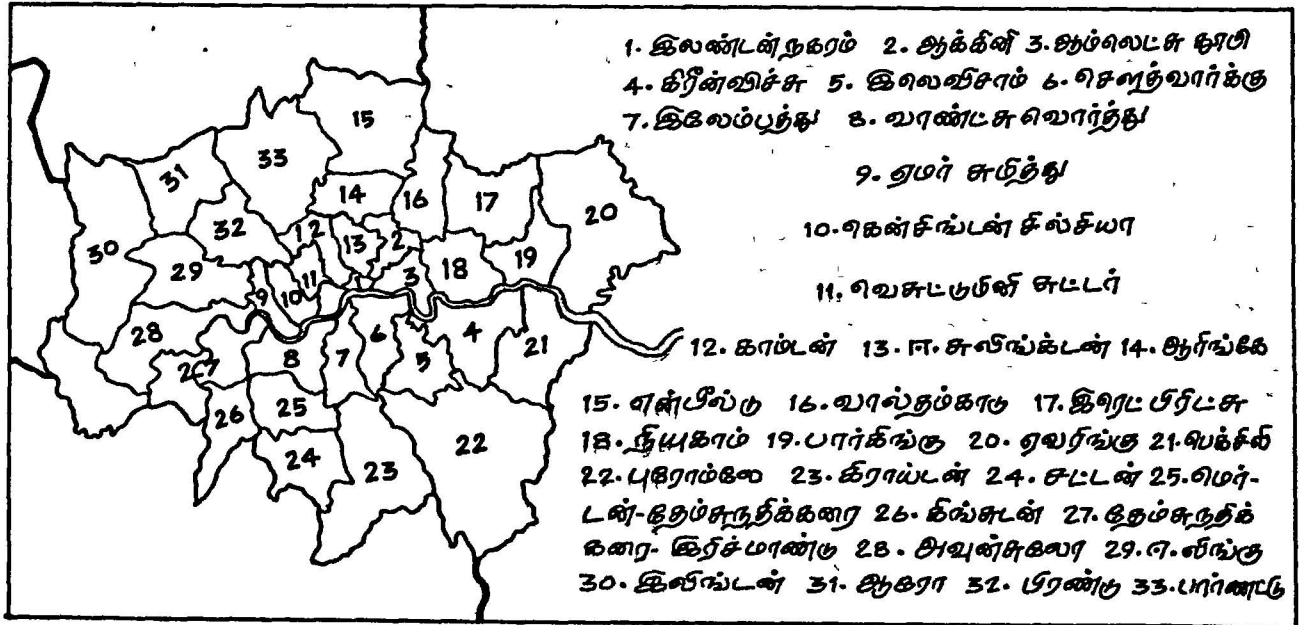 1. இலண்டன் நகரம் 2. ஆக்கினி 3. ஆம்லெட்சு
4. கிரீன்விச்சு 5. இலெவிசாம் 6. சௌத்வார்க்கு
7. இலேம்பத்து 8. வாண்ட்சுவொர்த்து
9. ஏமர் சுமித்து
10. கென்சிங்டன் சில்சியா
11. வெசுட்டுமினி சுட்டர்
12. காம்டன் 13. ஈ. சுலிங்க்டன் 14. ஆரிங்கே
15. என்பீல்டு 16. வால்தம்காடு 17. இரெட் பிரிட்சு
18. நியுகாம் 19. பார்கிங்கு 20. ஏவரிங்கு 21. பெக்சிலி
22. புரோம்லே 23. கிராய்டன் 24. சட்டன் 25. மெர்-
டன்-தேம்சுநதிக்கரை 26. கிங்சுடன் 27. தேம்சுநதிக்
கரை- இரிச்மாண்டு 28. அவுன்சுலோ 29. ஈ. லிங்கு
30. இலிங்டன் 31. ஆகரா 32. பிரண்டு 33. பார்ணட்டு
15
33
31
14
16
17
20
32
12
13
2
30
29
11
3
18
19
9
10
28
6
4
27
8
7
5
21
26
25
22
24
23